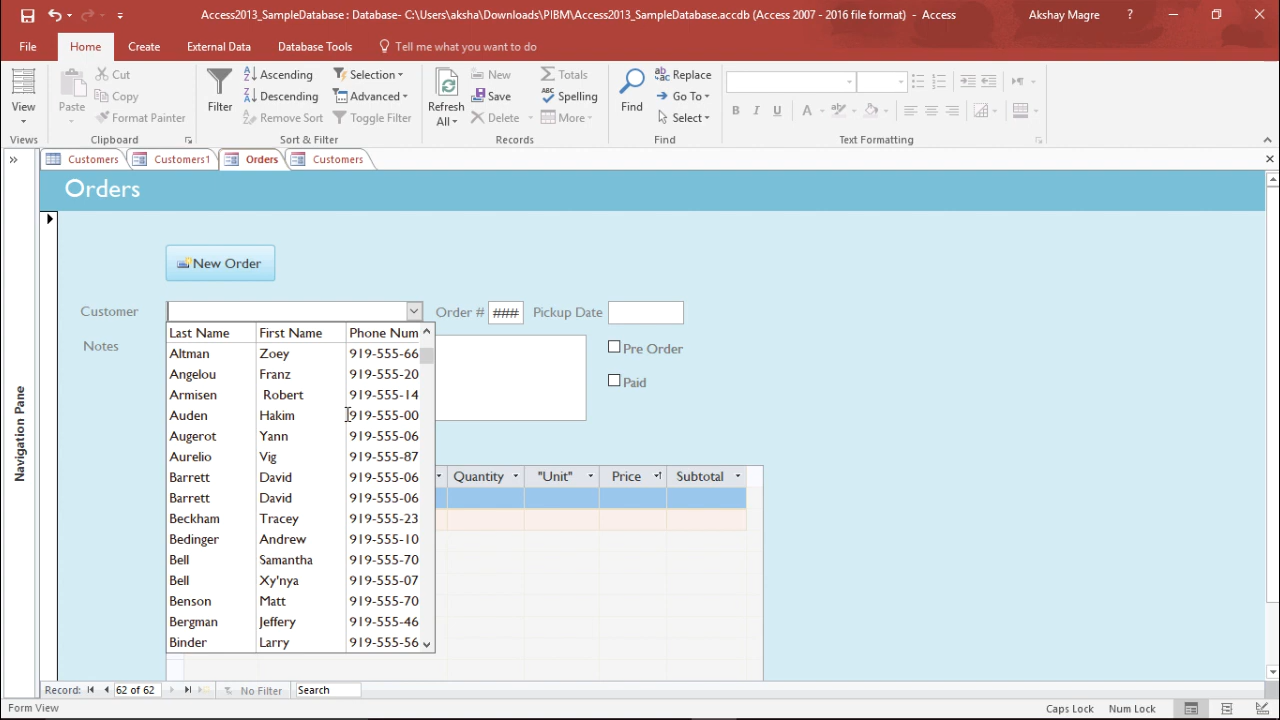 Access2013_SampleDatabase : Database- C:\Users\aksha\Downloads\PIBM\Access2013_SampleDatabase.accdb (Access 2007 - 2016 file format) - Access
Akshay Magre ?
File Home Create External Data Database Tools Tell me what you want to do
View
Views
Paste
Cut
Copy
Format Painter
Clipboard
Filter
Ascending
Descending
Remove Sort
Selection
Advanced
Toggle Filter
Sort & Filter
Refresh
All
New
Save
Delete
Totals
Spelling
More
Records
Find
Replace
Go To
Select
Find
B I U A
Text Formatting
Customers Customers1 Orders Customers
Navigation Pane
Orders
New Order
Customer Order # ### Pickup Date
Notes
Pre Order
Paid
Last Name First Name Phone Num
Altman Zoey 919-555-66
Angelou Franz 919-555-20
Armisen Robert 919-555-14
Auden Hakim 919-555-00
Augerot Yann 919-555-06
Aurelio Vig 919-555-87
Barrett David 919-555-06
Barrett David 919-555-06
Beckham Tracey 919-555-23
Bedinger Andrew 919-555-10
Bell Samantha 919-555-70
Bell Xy'nya 919-555-07
Benson Matt 919-555-70
Bergman Jeffery 919-555-46
Binder Larry 919-555-56
Quantity "Unit" Price Subtotal
Record: 62 of 62 No Filter Search
Form View Caps Lock Num Lock